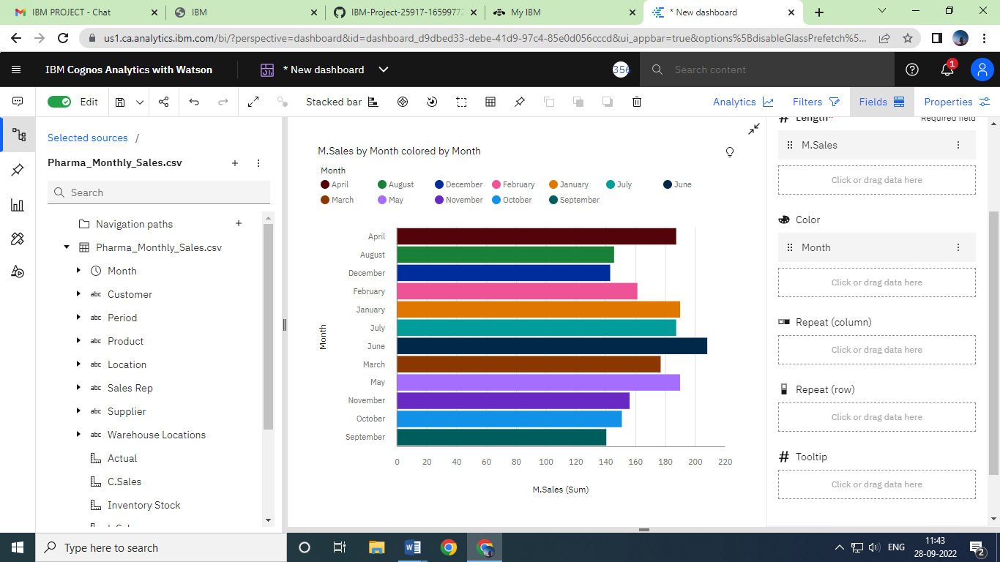 IBM PROJECT - Chat
IBM
IBM-Project-25917-16599772
My IBM
* New dashboard
us1.ca.analytics.ibm.com/bi/?perspective=dashboard&id=dashboard_d9dbed33-debe-41d9-97c4-85e0d056cccd&ui_appbar=true&options%5BdisableGlassPrefetch%5...
IBM Cognos Analytics with Watson
* New dashboard
356
Search content
1
Edit
Stacked bar
Analytics
Filters
Fields
Properties
Selected sources /
Pharma_Monthly_Sales.csv
Search
Navigation paths
Pharma_Monthly_Sales.csv
Month
Customer
Period
Product
Location
Sales Rep
Supplier
Warehouse Locations
Actual
C.Sales
Inventory Stock
M.Sales by Month colored by Month
Month
April August December February January July June
March May November October September
Month
April
August
December
February
January
July
June
March
May
November
October
September
0 20 40 60 80 100 120 140 160 180 200 220
M.Sales (Sum)
Length* Required field
M.Sales
Click or drag data here
Color
Month
Click or drag data here
Repeat (column)
Click or drag data here
Repeat (row)
Click or drag data here
Tooltip
Click or drag data here
Type here to search
ENG
11:43
28-09-2022
2